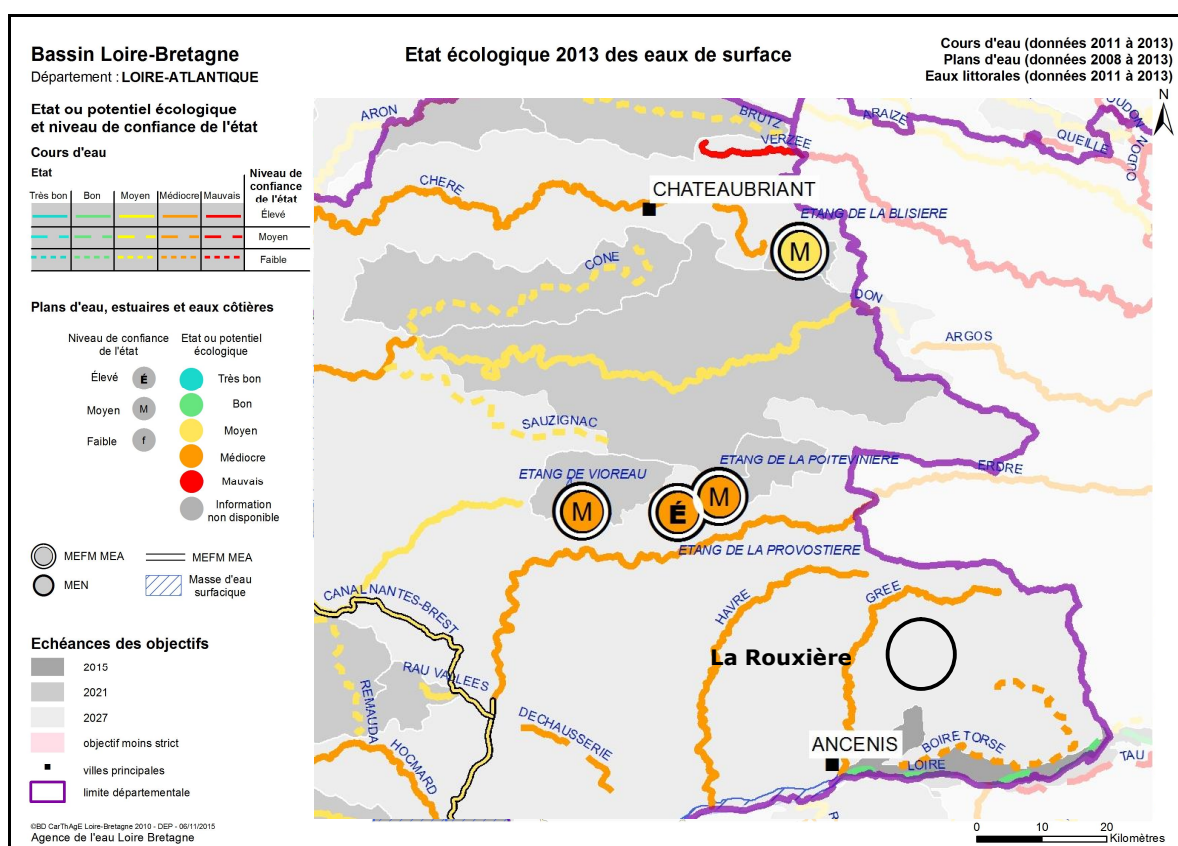 Bassin Loire-Bretagne
Département : LOIRE-ATLANTIQUE
Etat écologique 2013 des eaux de surface
Cours d'eau (données 2011 à 2013)
Plans d'eau (données 2008 à 2013)
Eaux littorales (données 2011 à 2013)
N
Etat ou potentiel écologique
et niveau de confiance de l'état
Cours d'eau
Etat
Niveau de
confiance
de l'état
Très bon
Bon
Moyen
Médiocre
Mauvais
Élevé
Moyen
Faible
Plans d'eau, estuaires et eaux côtières
Niveau de confiance
de l'état
Etat ou potentiel
écologique
Élevé
É
Très bon
Bon
Moyen
M
Moyen
Faible
f
Médiocre
Mauvais
Information
non disponible
MEFM MEA
MEFM MEA
MEN
Masse d'eau
surfacique
Echéances des objectifs
2015
2021
2027
objectif moins strict
villes principales
limite départementale
©BD CarThAgE Loire-Bretagne 2010 - DEP - 06/11/2015
Agence de l'eau Loire Bretagne
ARON
BRUTZ
VERZEE
ARAIZE
QUEILLE
OUDON
OUDON
CHERE
CHATEAUBRIANT
ETANG DE LA BLISIERE
M
CONE
DON
ARGOS
SAUZIGNAC
ETANG DE VIOREAU
M
ETANG DE LA POITEVINIERE
M
É
ERDRE
ETANG DE LA PROVOSTIERE
CANAL NANTES-BREST
HAVRE
GREE
La Rouxière
RAU VALLEES
REMAUDA
HOCMARD
DECHAUSSERIE
ANCENIS
BOIRE TORSE
LOIRE
TAU
0 10 20
Kilomètres